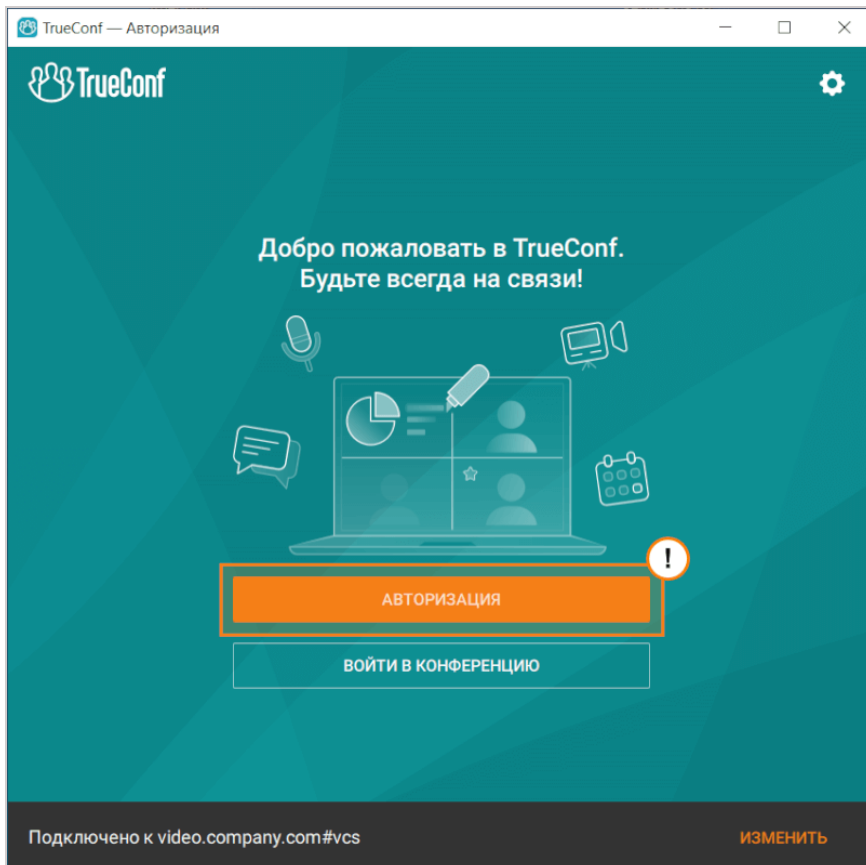 TrueConf — Авторизация
TrueConf
Добро пожаловать в TrueConf.
Будьте всегда на связи!
!
АВТОРИЗАЦИЯ
ВОЙТИ В КОНФЕРЕНЦИЮ
Подключено к video.company.com#vcs
ИЗМЕНИТЬ